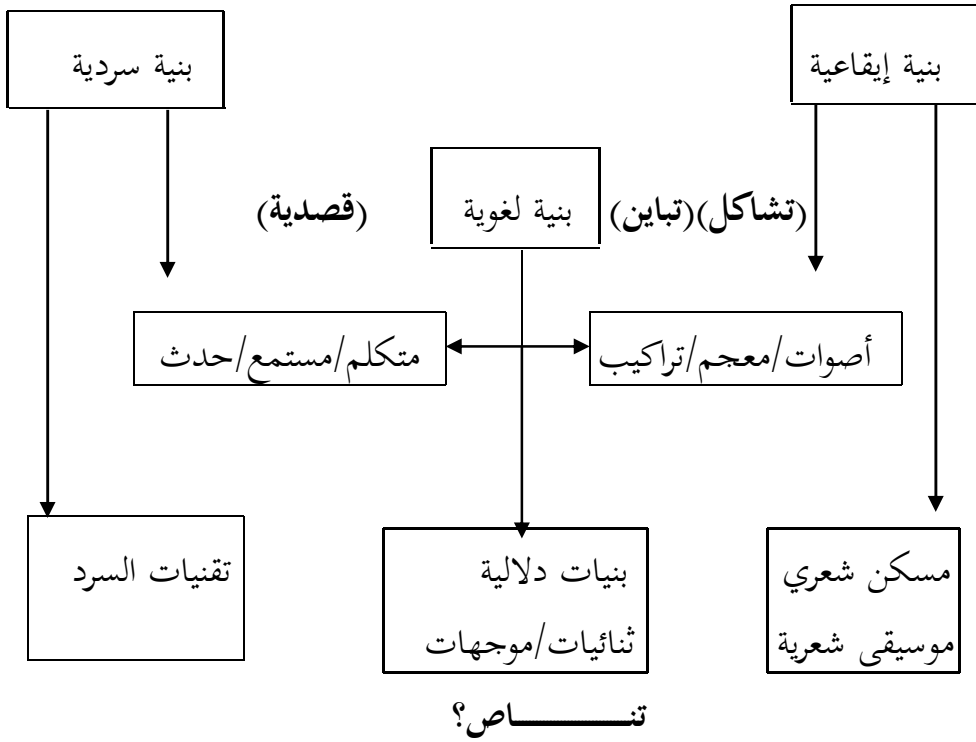 بنية إيقاعية
بنية سردية
بنية لغوية
(تشاكل)(تباين)
(قصدية)
أصوات/معجم/تراكيب
متكلم/مستمع/حدث
مسكن شعري
موسيقى شعرية
بنيات دلالية
ثنائيات/موجهات
تقنيات السرد
تنـــــــاص؟